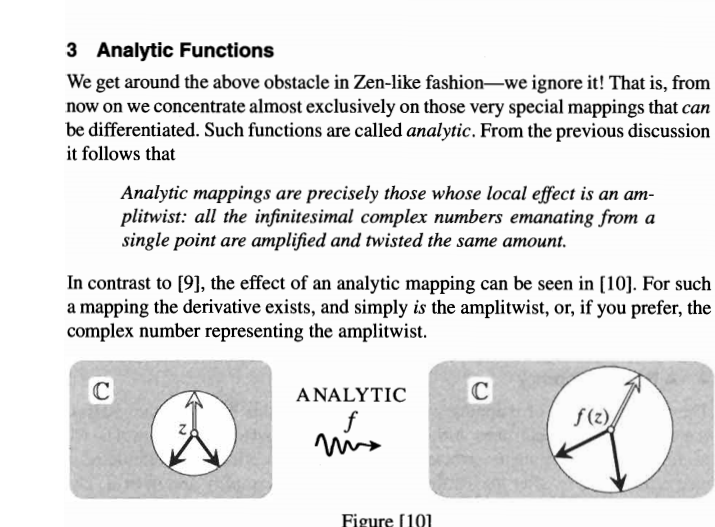 3 Analytic Functions
We get around the above obstacle in Zen-like fashion—we ignore it! That is, from
now on we concentrate almost exclusively on those very special mappings that can
be differentiated. Such functions are called analytic. From the previous discussion
it follows that
Analytic mappings are precisely those whose local effect is an am-
plitwist: all the infinitesimal complex numbers emanating from a
single point are amplified and twisted the same amount.
In contrast to [9], the effect of an analytic mapping can be seen in [10]. For such
a mapping the derivative exists, and simply is the amplitwist, or, if you prefer, the
complex number representing the amplitwist.
ℂ
z
ANALYTIC
f
ℂ
f(z)
Figure [10]